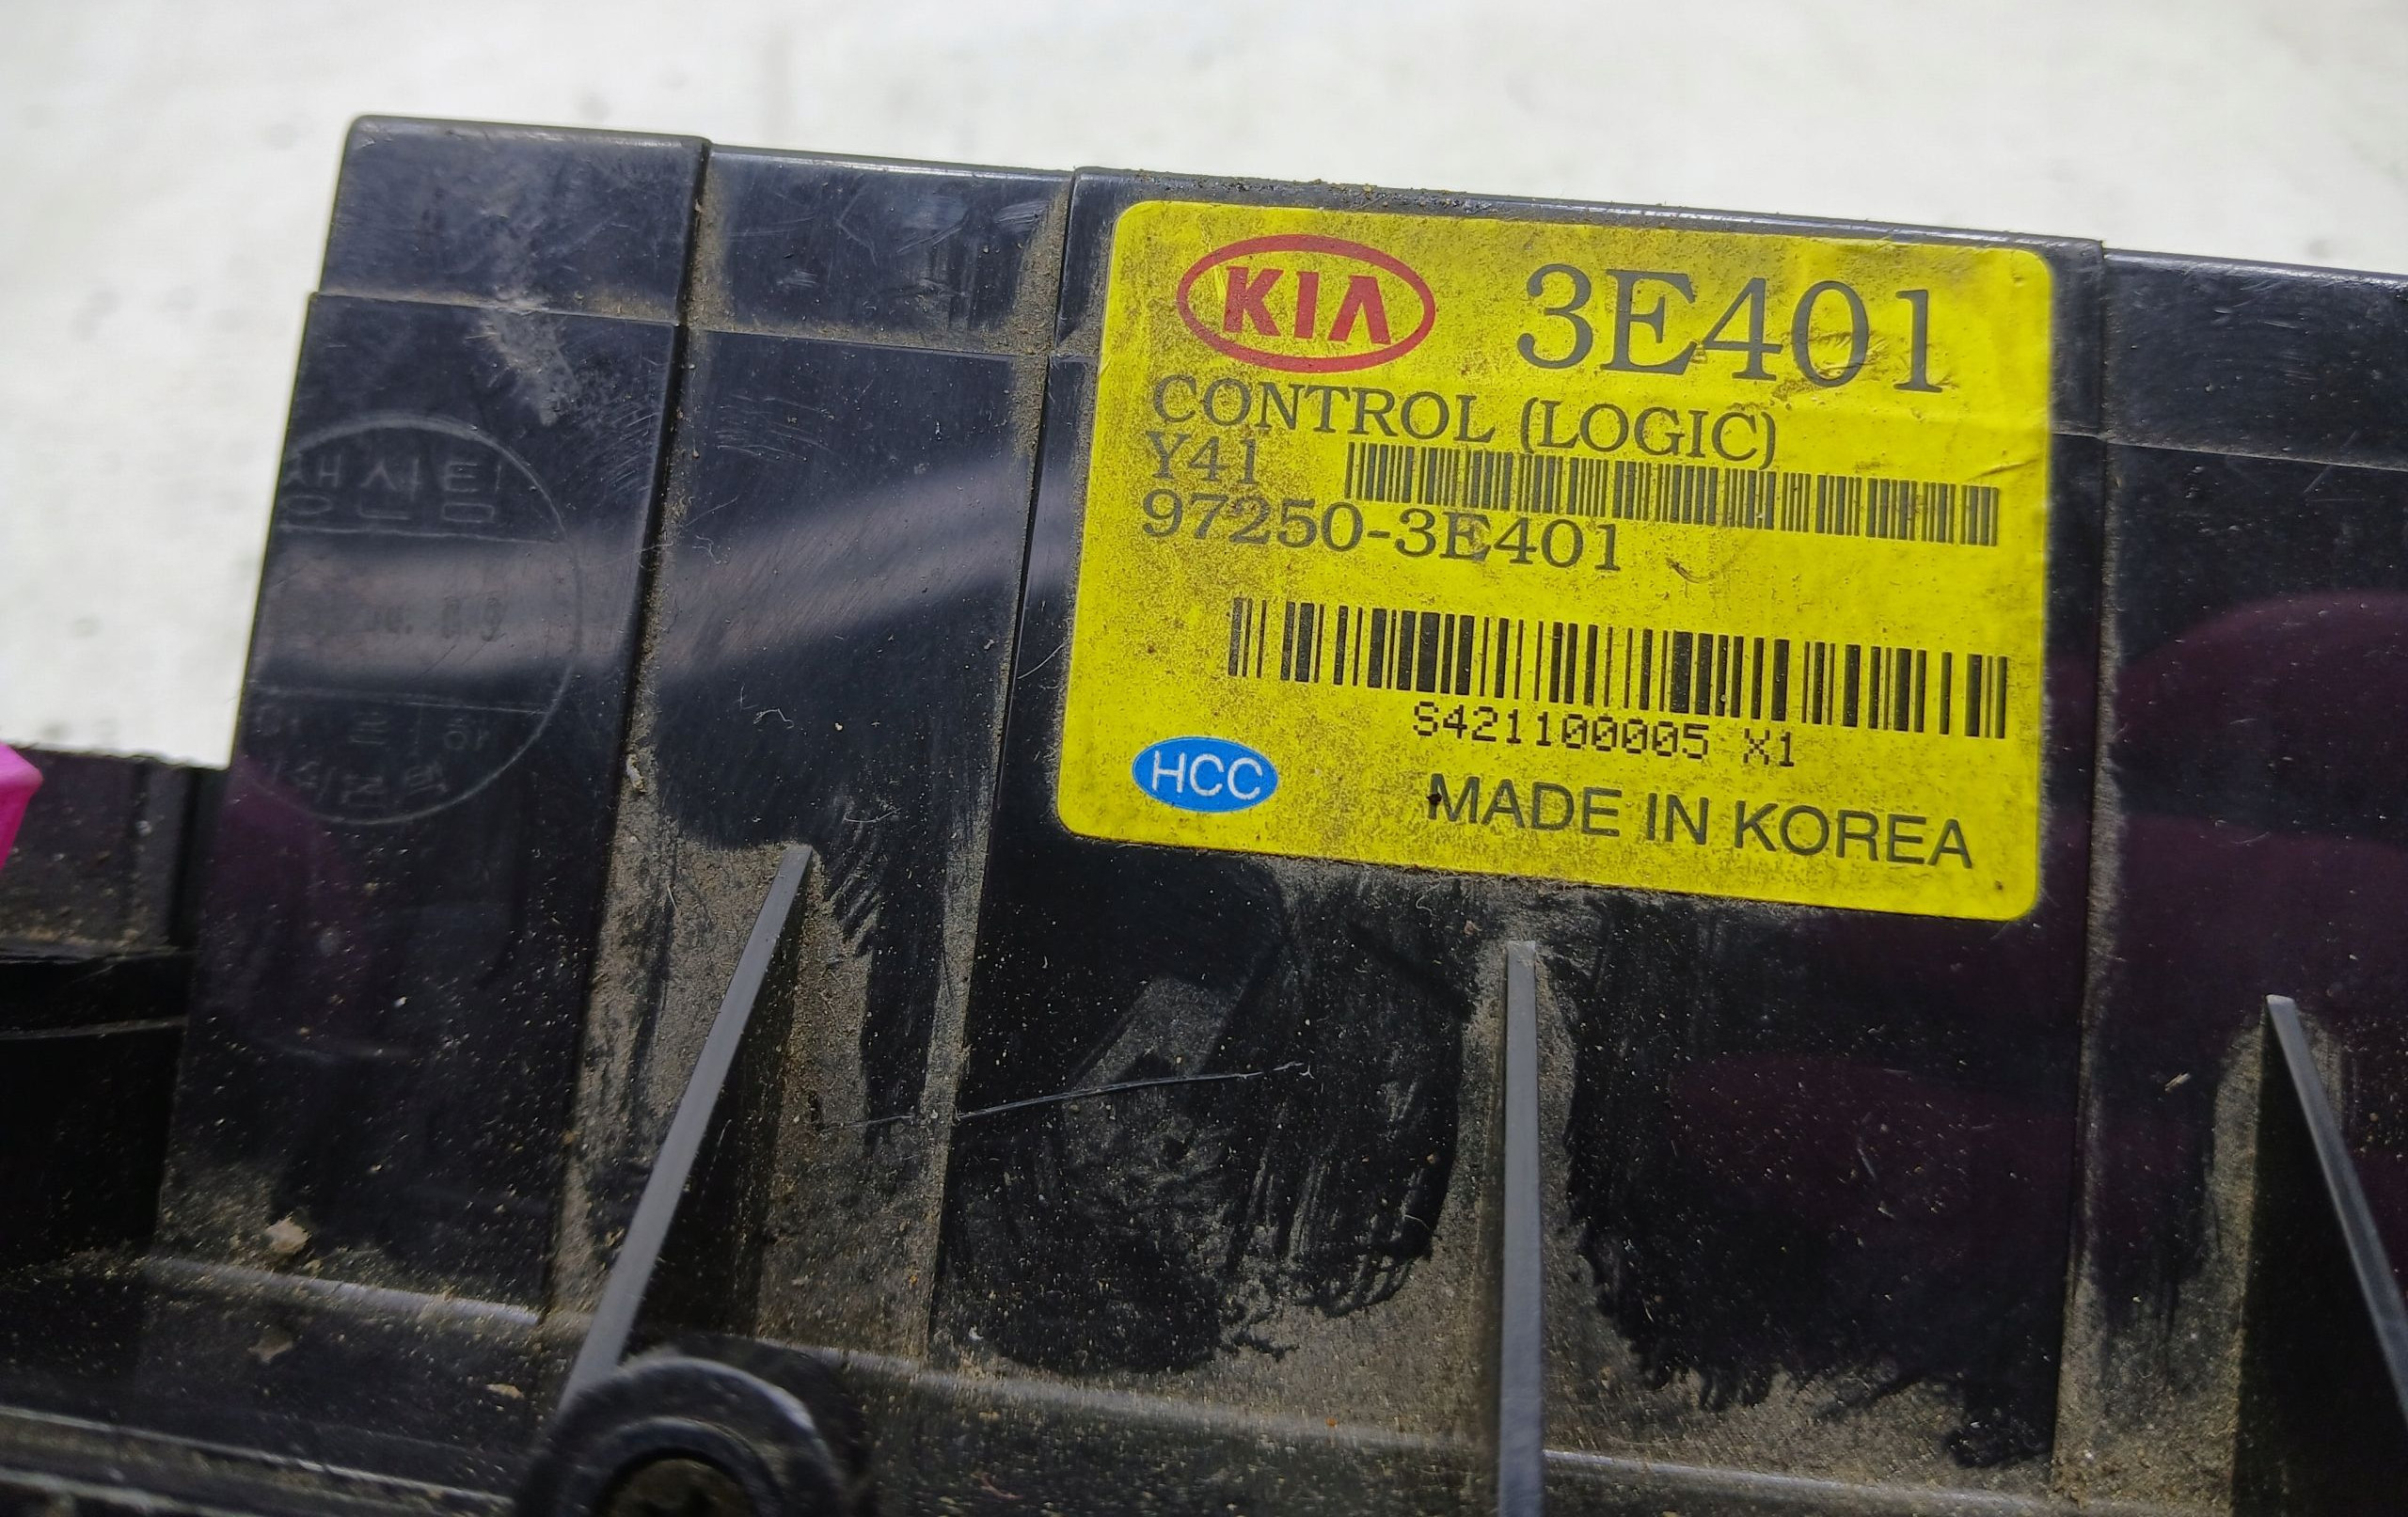 KIA 3E401
CONTROL (LOGIC)
Y41
97250-3E401
S421100005 X1
HCC
MADE IN KOREA